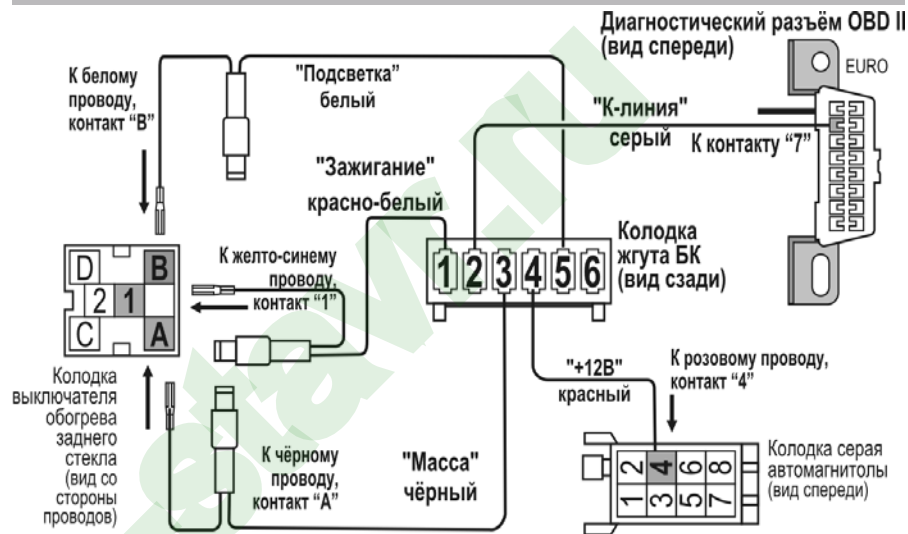 Диагностический разъём OBD II
(вид спереди)
EURO
К белому
проводу,
контакт “В”
"Подсветка”
белый
"К-линия"
серый
К контакту “7”
"Зажигание"
красно-белый
Колодка
жгута БК
(вид сзади)
1 2 3 4 5 6
К желто-синему
проводу,
контакт “1”
D B
2 1
C A
Колодка
выключателя
обогрева
заднего
стекла
(вид со
стороны
проводов)
К чёрному
проводу,
контакт “А”
"Масса"
чёрный
"+12В"
красный
К розовому проводу,
контакт “4”
2 4 6 8
1 3 5 7
Колодка серая
автомагнитолы
(вид спереди)
stavr.ru